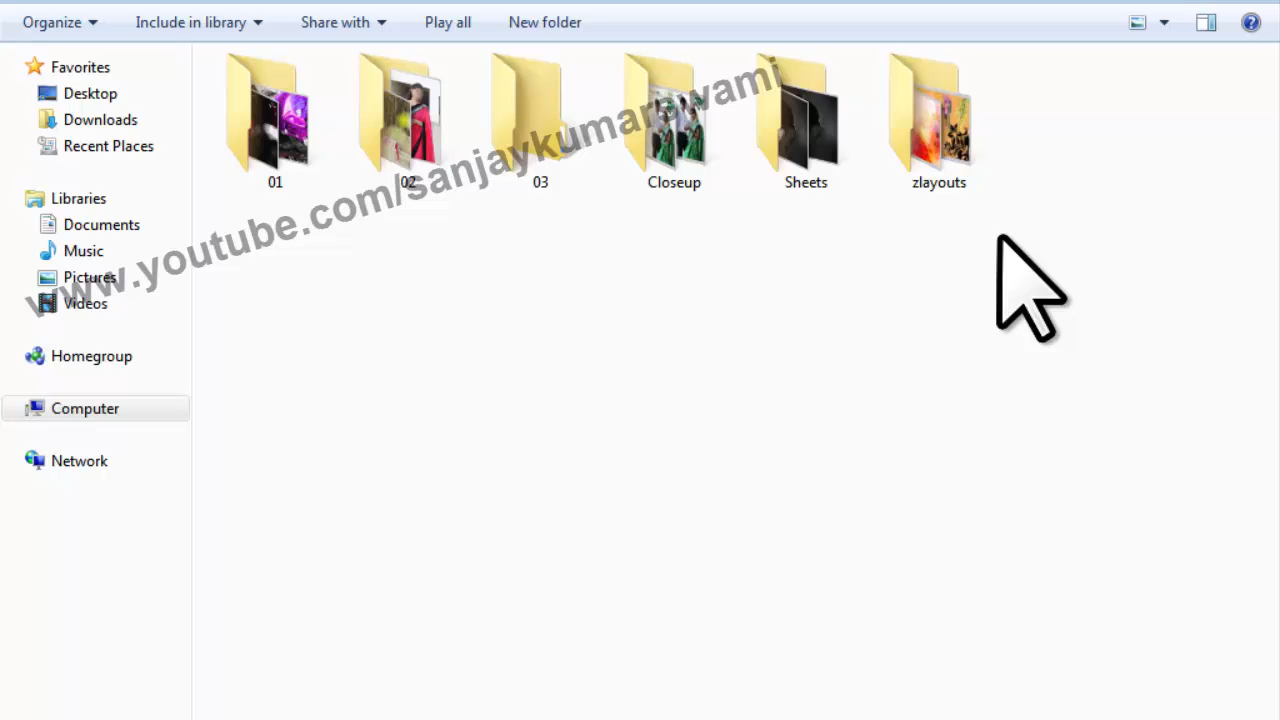 Organize Include in library Share with Play all New folder
Favorites
Desktop
Downloads
Recent Places
Libraries
Documents
Music
Pictures
Videos
Homegroup
Computer
Network
01 02 03 Closeup Sheets zlayouts
www.youtube.com/sanjaykumarswami